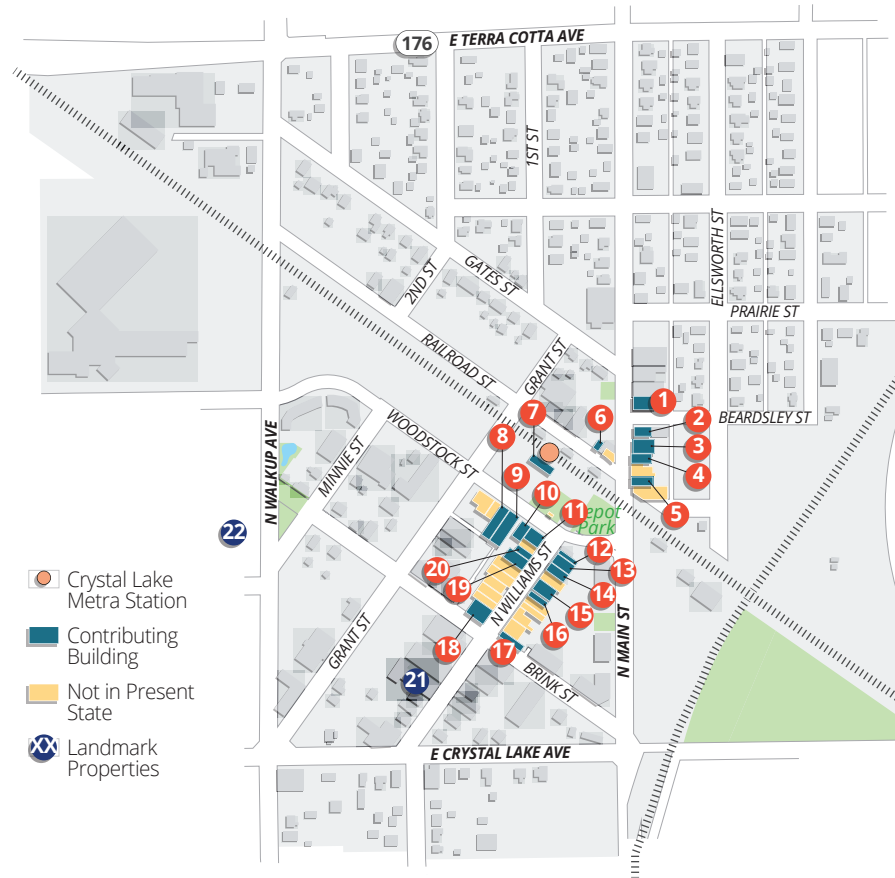 176
E TERRA COTTA AVE
1ST ST
ELLSWORTH ST
GATES ST
2ND ST
PRAIRIE ST
RAILROAD ST
GRANT ST
1
BEARDSLEY ST
2
7
6
3
8
4
WOODSTOCK ST
N WALKUP AVE
MINNIE ST
9
10
5
11
epot
Park
22
12
20
13
19
N WILLIAMS ST
14
15
16
N MAIN ST
18
17
GRANT ST
21
BRINK ST
E CRYSTAL LAKE AVE
Crystal Lake
Metra Station
Contributing
Building
Not in Present
State
XX
Landmark
Properties